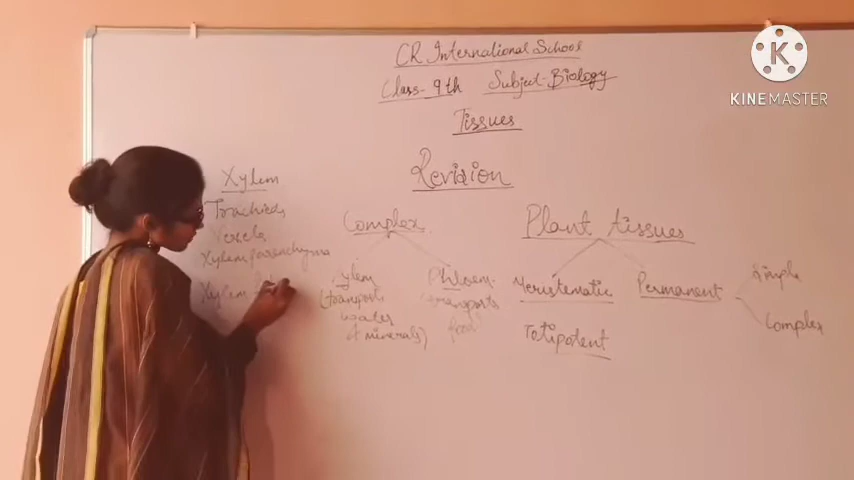 CR International School
Class - 9th Subject - Biology
Tissues
Revision
Xylem
Trachieds
Vessels
Xylem parenchyma
Xylem
Complex
Xylem
(transports
water
& minerals)
Phloem
transports
food
Plant tissues
Meristematic
Totipotent
Permanent
Simple
Complex
K
KINEMASTER